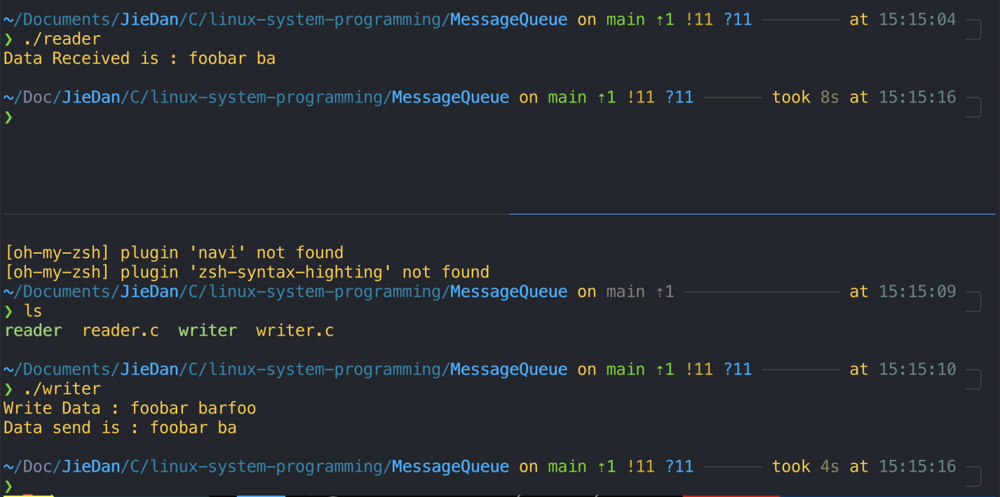 ~/Documents/JieDan/C/linux-system-programming/MessageQueue on main ⇡1 !11 ?11 at 15:15:04
❯ ./reader
Data Received is : foobar ba
~/Doc/JieDan/C/linux-system-programming/MessageQueue on main ⇡1 !11 ?11 took 8s at 15:15:16
❯
[oh-my-zsh] plugin 'navi' not found
[oh-my-zsh] plugin 'zsh-syntax-highting' not found
~/Documents/JieDan/C/linux-system-programming/MessageQueue on main ⇡1 at 15:15:09
❯ ls
reader  reader.c  writer  writer.c
~/Documents/JieDan/C/linux-system-programming/MessageQueue on main ⇡1 !11 ?11 at 15:15:10
❯ ./writer
Write Data : foobar barfoo
Data send is : foobar ba
~/Doc/JieDan/C/linux-system-programming/MessageQueue on main ⇡1 !11 ?11 took 4s at 15:15:16
❯